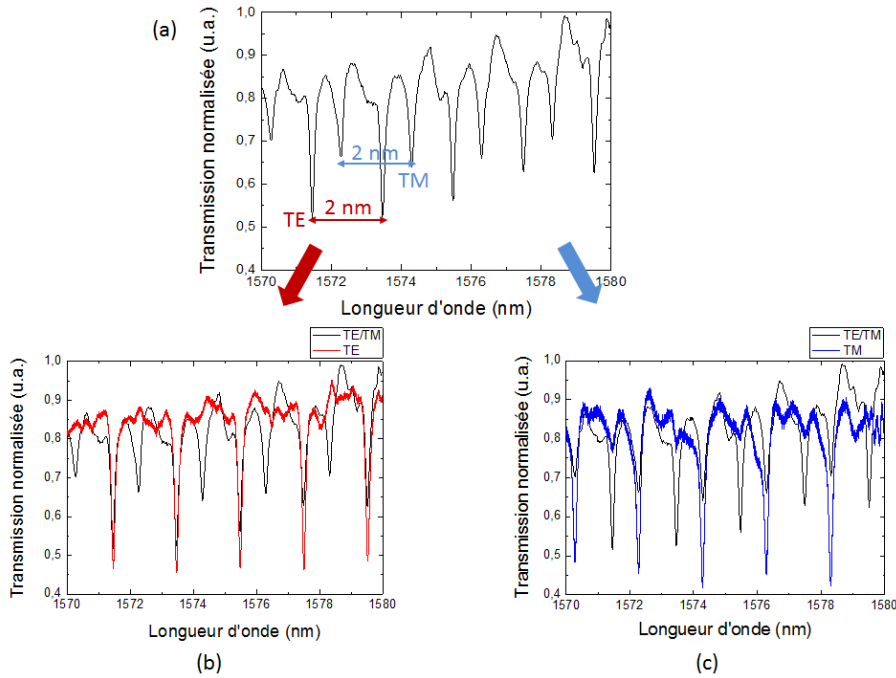 (a)
Transmission normalisée (u.a.)
1,0
0,9
0,8
0,7
0,6
0,5
0,4
2 nm
TM
TE
2 nm
1570 1572 1574 1576 1578 1580
Longueur d'onde (nm)
TE/TM
TE
Transmission normalisée (u.a.)
1,0
0,9
0,8
0,7
0,6
0,5
0,4
1570 1572 1574 1576 1578 1580
Longueur d'onde (nm)
(b)
TE/TM
TM
Transmission normalisée (u.a.)
1,0
0,9
0,8
0,7
0,6
0,5
0,4
1570 1572 1574 1576 1578 1580
Longueur d'onde (nm)
(c)